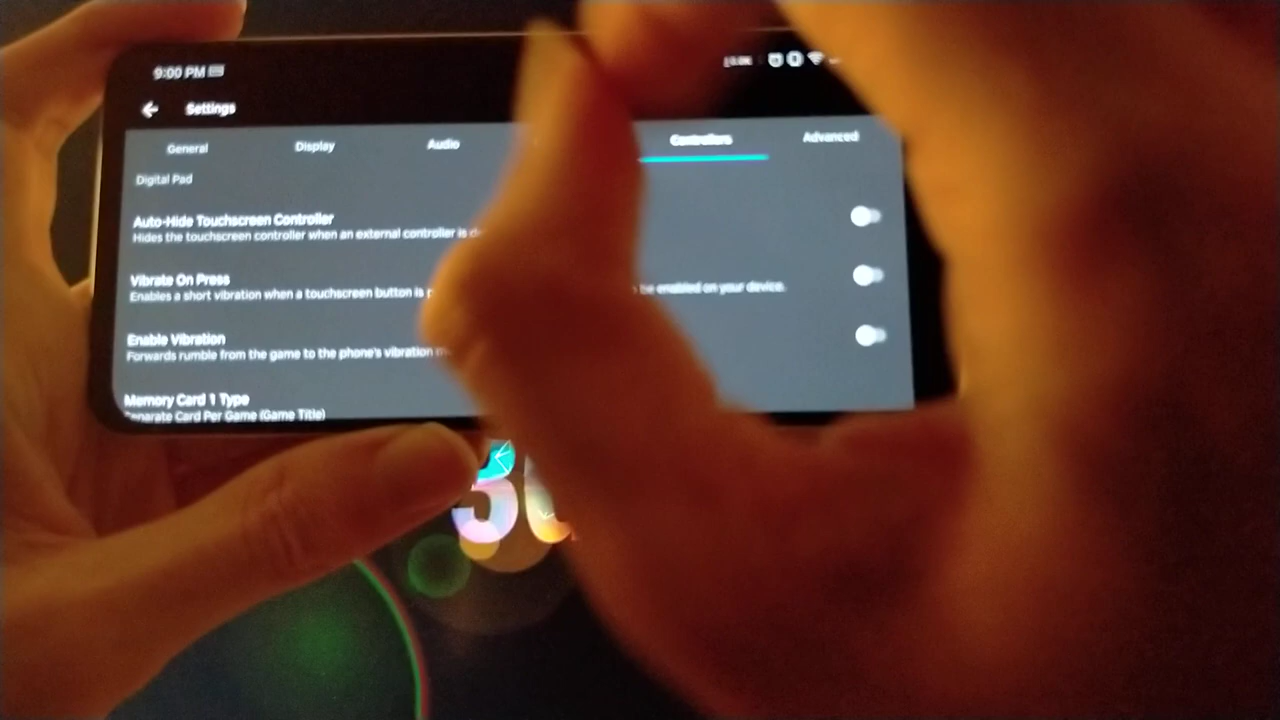 9:00 PM
Settings
General Display Audio Controllers Advanced
Digital Pad
Auto-Hide Touchscreen Controller
Hides the touchscreen controller when an external controller is
Vibrate On Press
Enables a short vibration when a touchscreen button is be enabled on your device.
Enable Vibration
Forwards rumble from the game to the phone's vibration
Memory Card 1 Type
Separate Card Per Game (Game Title)